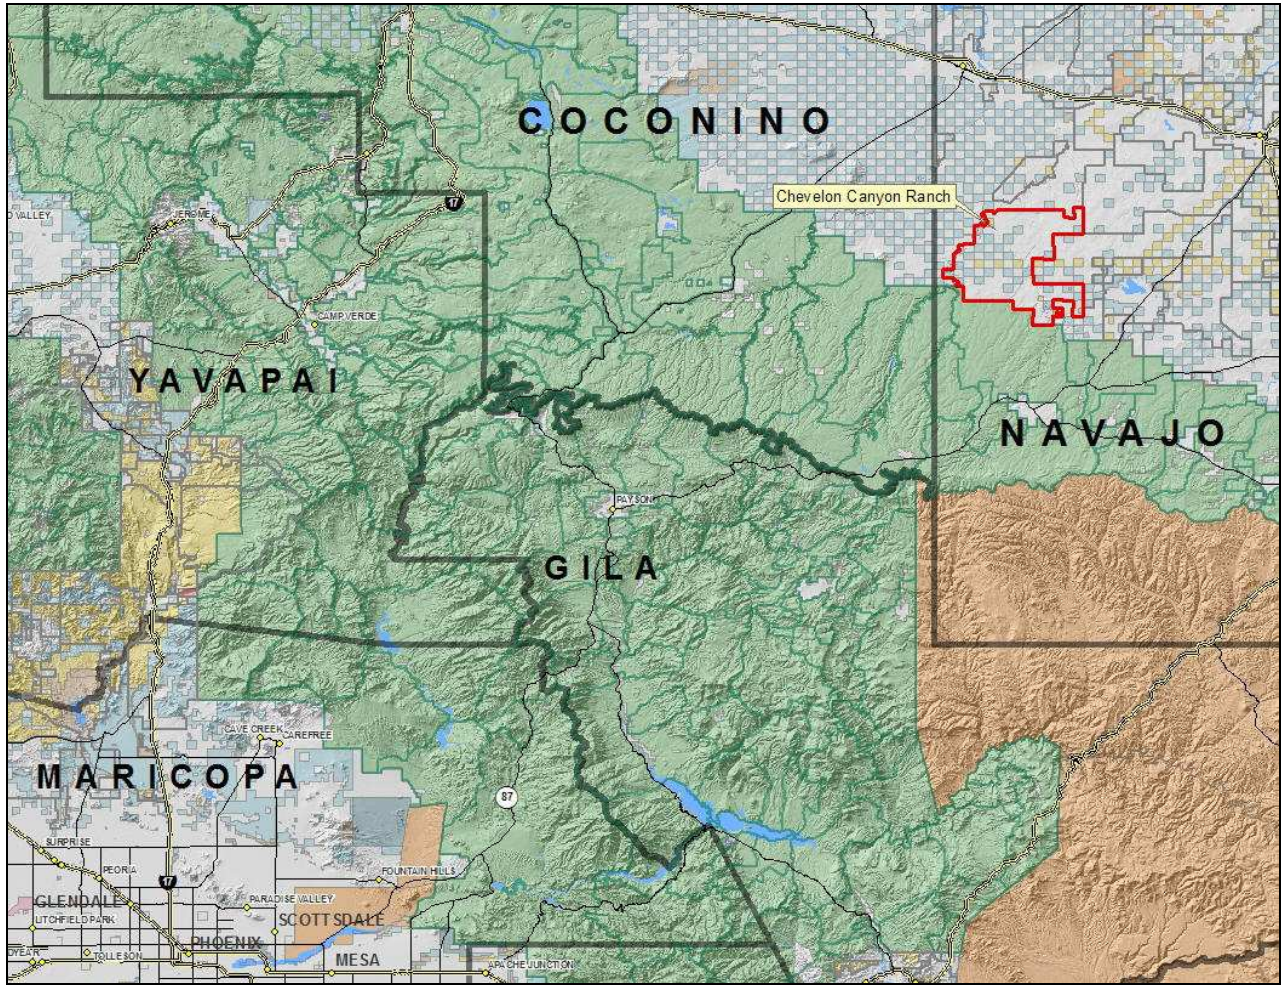 COCONINO
Chevelon Canyon Ranch
17
JEROME
CAMP VERDE
YAVAPAI
NAVAJO
PAYSON
GILA
CAVE CREEK
CAREFREE
MARICOPA
87
SURPRISE
PEORIA
17
FOUNTAIN HILLS
GLENDALE
PARADISE VALLEY
LITCHFIELD PARK
SCOTTSDALE
PHOENIX
DYEAR
TOLLESON
MESA
APACHE JUNCTION